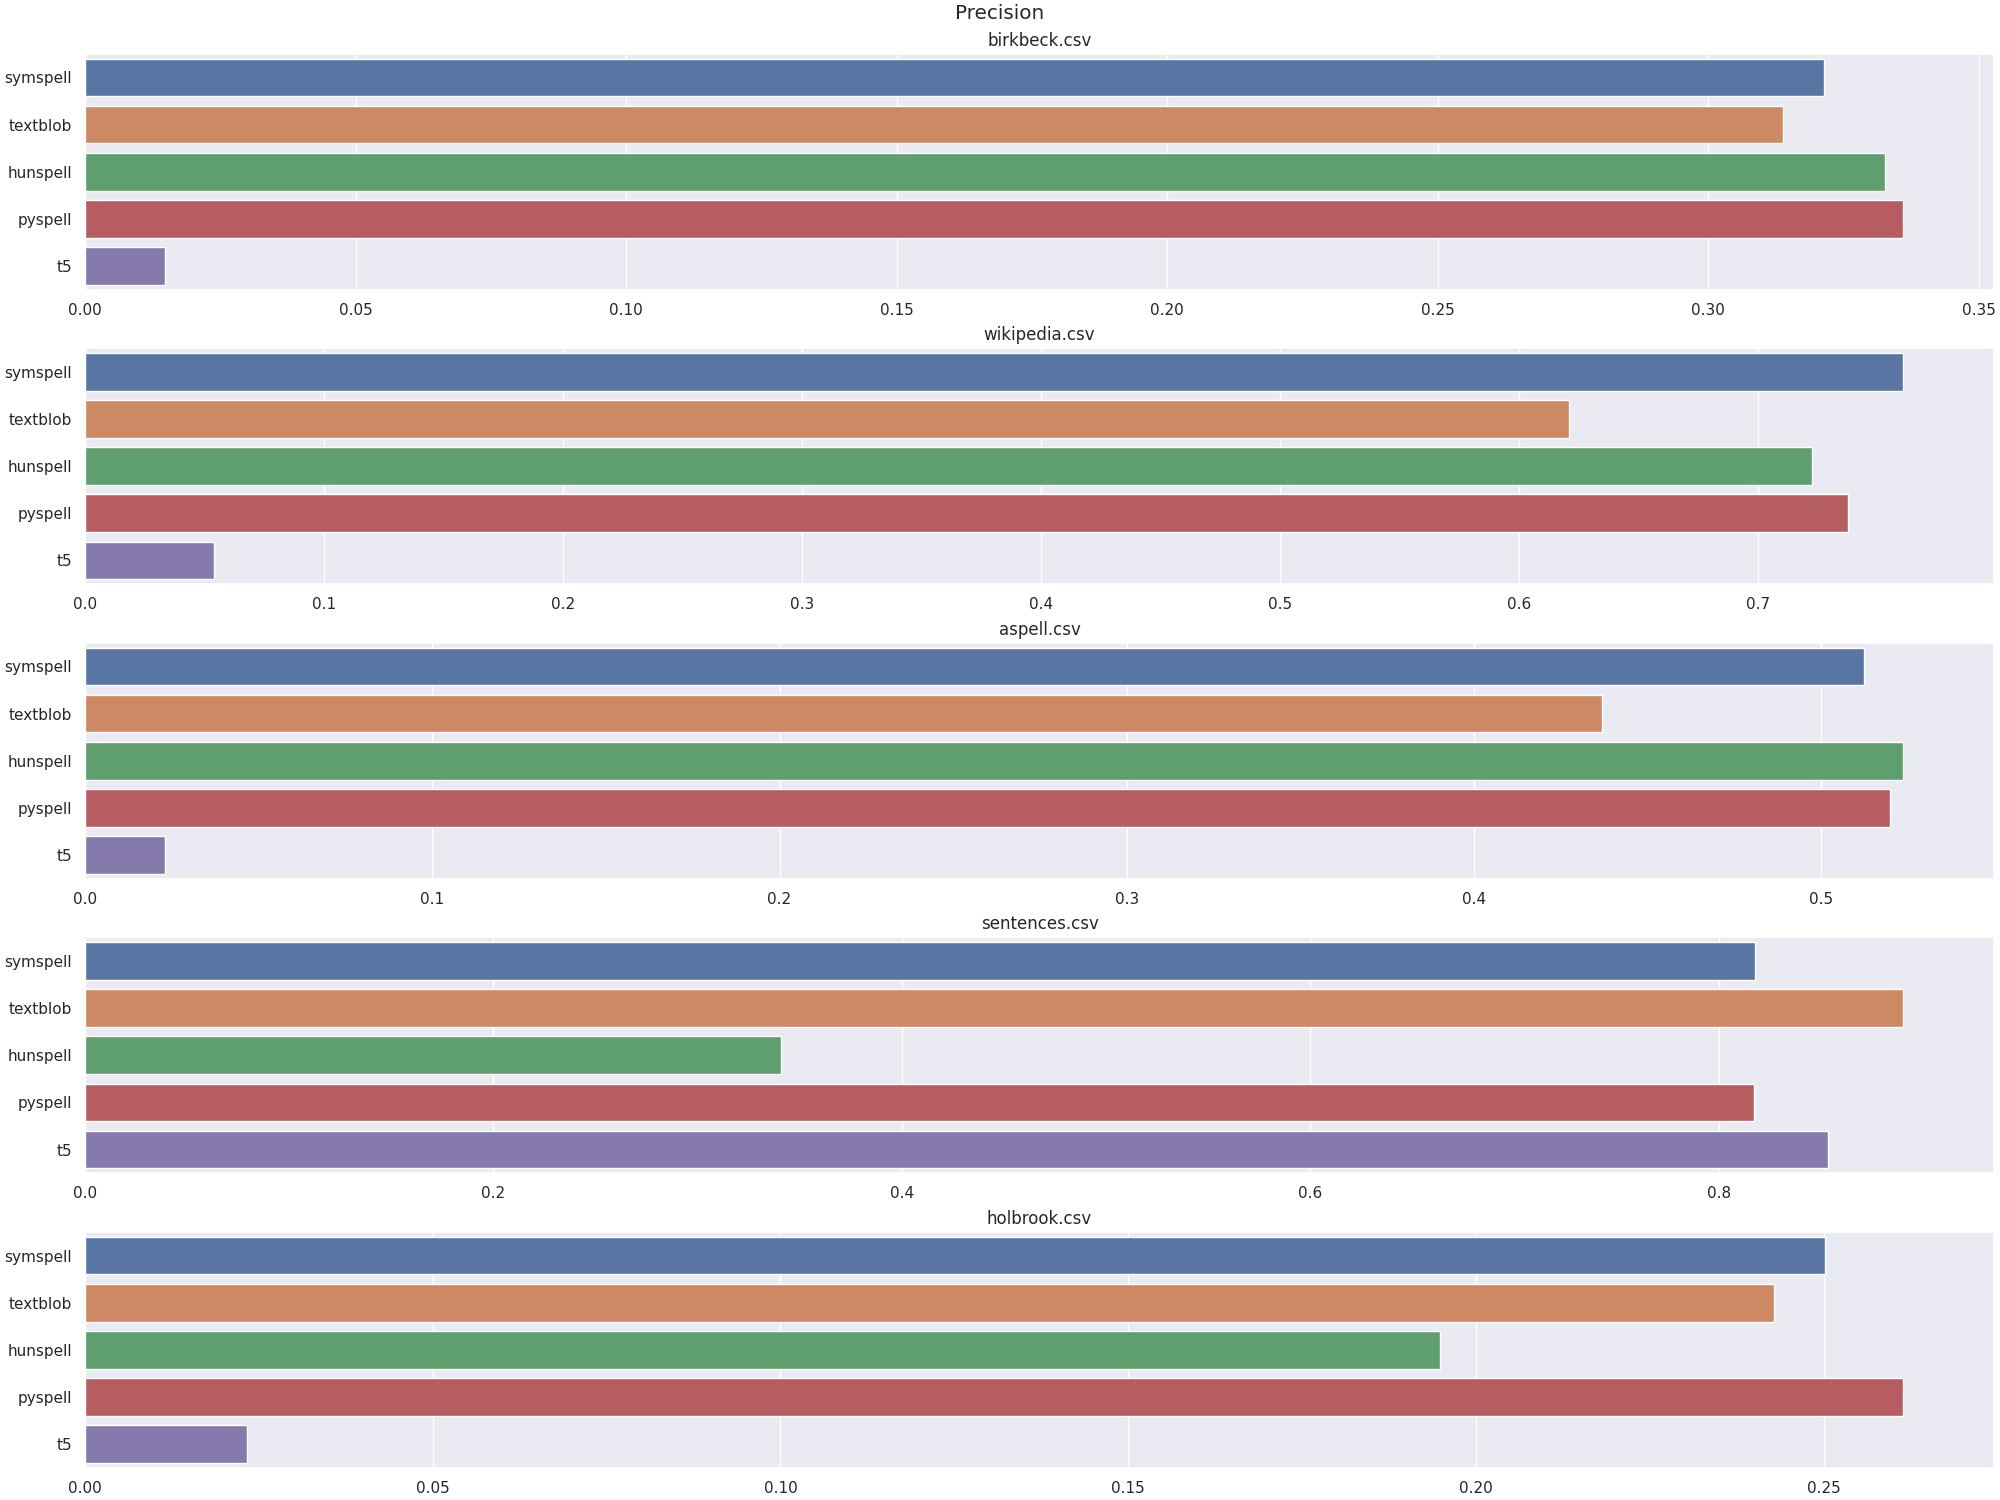 Precision
birkbeck.csv
symspell
textblob
hunspell
pyspell
t5
0.00 0.05 0.10 0.15 0.20 0.25 0.30 0.35
wikipedia.csv
symspell
textblob
hunspell
pyspell
t5
0.0 0.1 0.2 0.3 0.4 0.5 0.6 0.7
aspell.csv
symspell
textblob
hunspell
pyspell
t5
0.0 0.1 0.2 0.3 0.4 0.5
sentences.csv
symspell
textblob
hunspell
pyspell
t5
0.0 0.2 0.4 0.6 0.8
holbrook.csv
symspell
textblob
hunspell
pyspell
t5
0.00 0.05 0.10 0.15 0.20 0.25